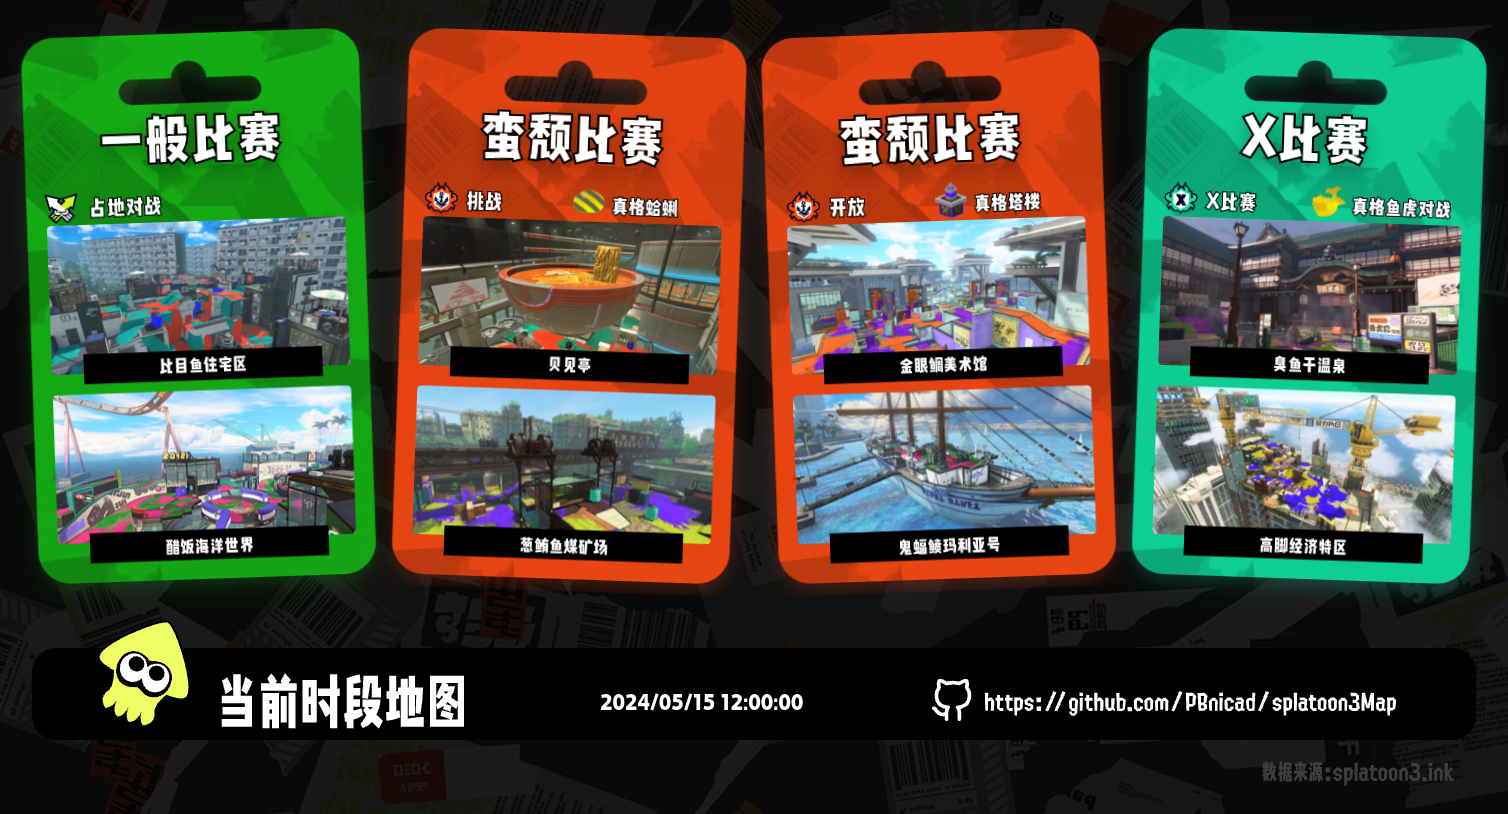 一般比赛
占地对战
比目鱼住宅区
醋饭海洋世界
蛮颓比赛
挑战
真格蛤蜊
贝贝亭
葱鲔鱼煤矿场
蛮颓比赛
开放
真格塔楼
金眼鲷美术馆
鬼蝠鲼玛利亚号
X比赛
X比赛
真格鱼虎对战
臭鱼干温泉
高脚经济特区
当前时段地图
2024/05/15 12:00:00
https://github.com/PBnicad/splatoon3Map
数据来源:splatoon3.ink